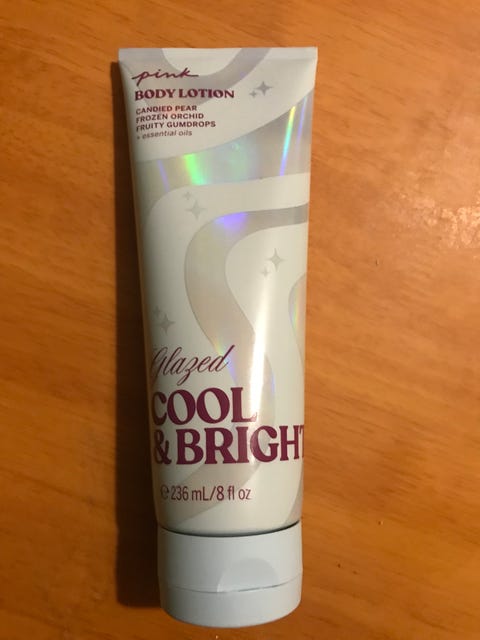 pink
BODY LOTION
CANDIED PEAR
FROZEN ORCHID
FRUITY GUMDROPS
+ essential oils
Glazed
COOL
& BRIGHT
℮ 236 mL/8 fl oz